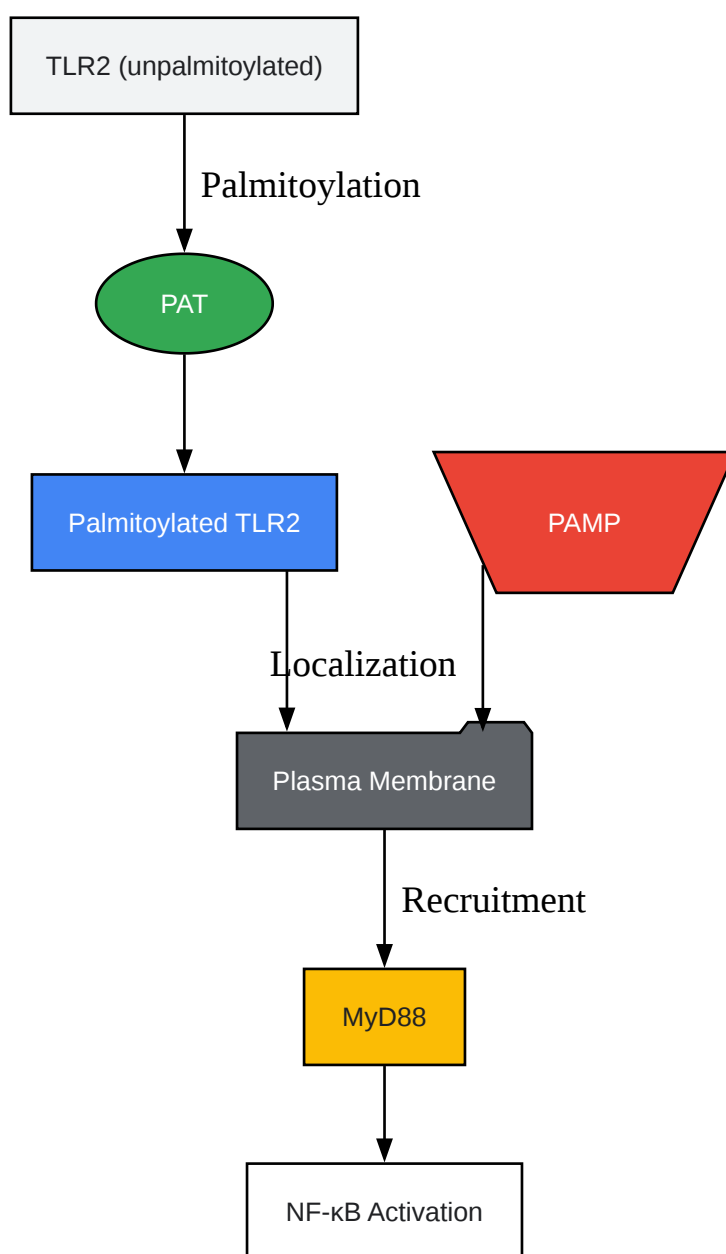 TLR2 (unpalmitoylated)
Palmitoylation
PAT
Palmitoylated TLR2
PAMP
Localization
Plasma Membrane
Recruitment
MyD88
NF-κB Activation